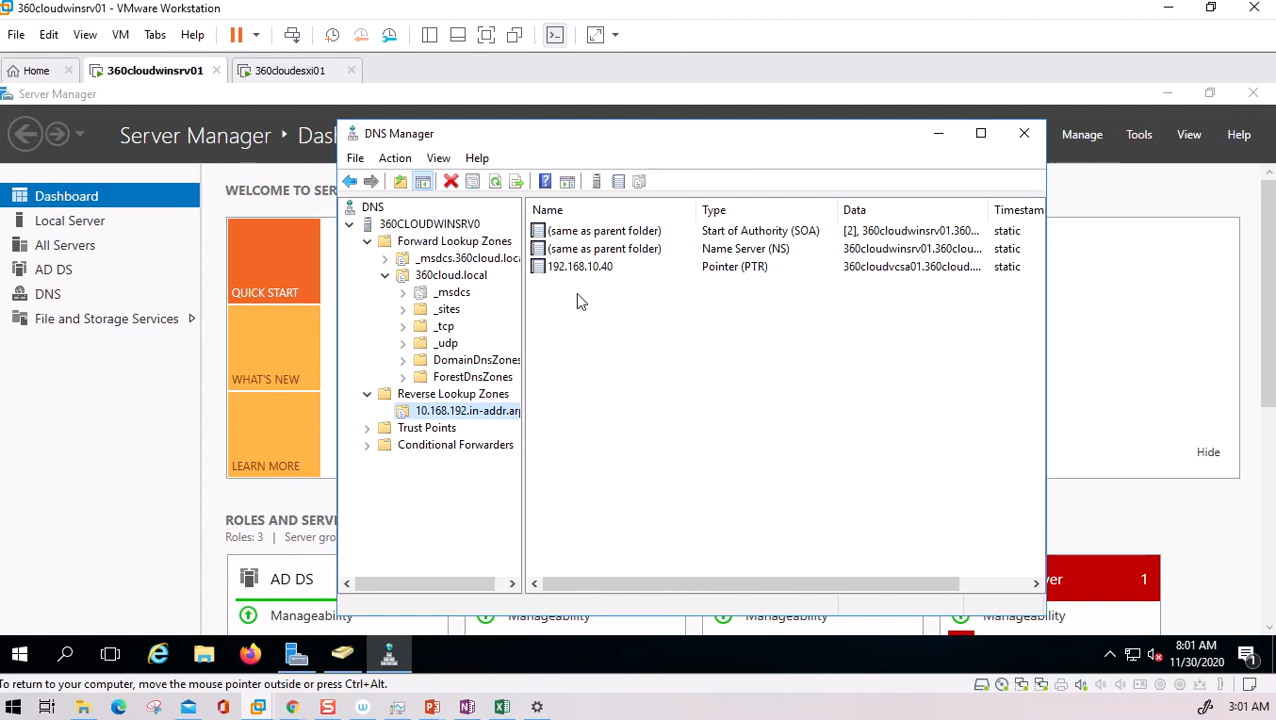 360cloudwinsrv01 - VMware Workstation
File Edit View VM Tabs Help
Home 360cloudwinsrv01 360cloudesxi01
Server Manager
Server Manager Das
Manage Tools View Help
DNS Manager
File Action View Help
Dashboard
Local Server
All Servers
AD DS
DNS
File and Storage Services
WELCOME TO SER
QUICK START
WHAT'S NEW
LEARN MORE
Hide
DNS
360CLOUDWINSRV0
Forward Lookup Zones
_msdcs.360cloud.loca
360cloud.local
_msdcs
_sites
_tcp
_udp
DomainDnsZones
ForestDnsZones
Reverse Lookup Zones
10.168.192.in-addr.arp
Trust Points
Conditional Forwarders
Name Type Data Timestam
(same as parent folder) Start of Authority (SOA) [2], 360cloudwinsrv01.360... static
(same as parent folder) Name Server (NS) 360cloudwinsrv01.360clou... static
192.168.10.40 Pointer (PTR) 360cloudvcsa01.360cloud.... static
ROLES AND SERVE
Roles: 3 | Server gro
AD DS
Manageability
Manageability
Manageability
ver 1
Manageability
8:01 AM
11/30/2020
1
To return to your computer, move the mouse pointer outside or press Ctrl+Alt.
3:01 AM